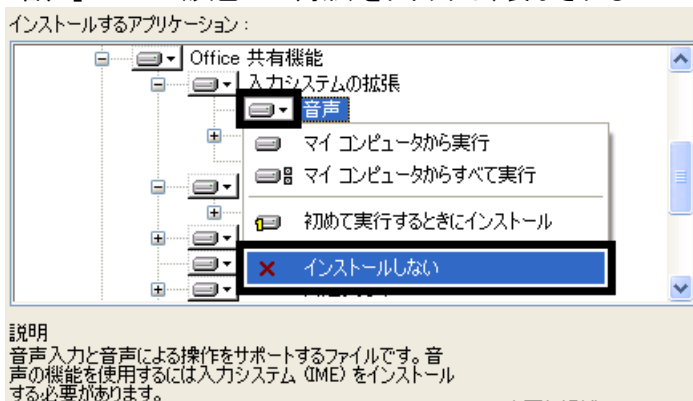 インストールするアプリケーション:
Office 共有機能
入力システムの拡張
音声
マイ コンピュータから実行
マイ コンピュータからすべて実行
初めて実行するときにインストール
インストールしない
説明
音声入力と音声による操作をサポートするファイルです。音
声の機能を使用するには入力システム (IME) をインストール
する必要があります。